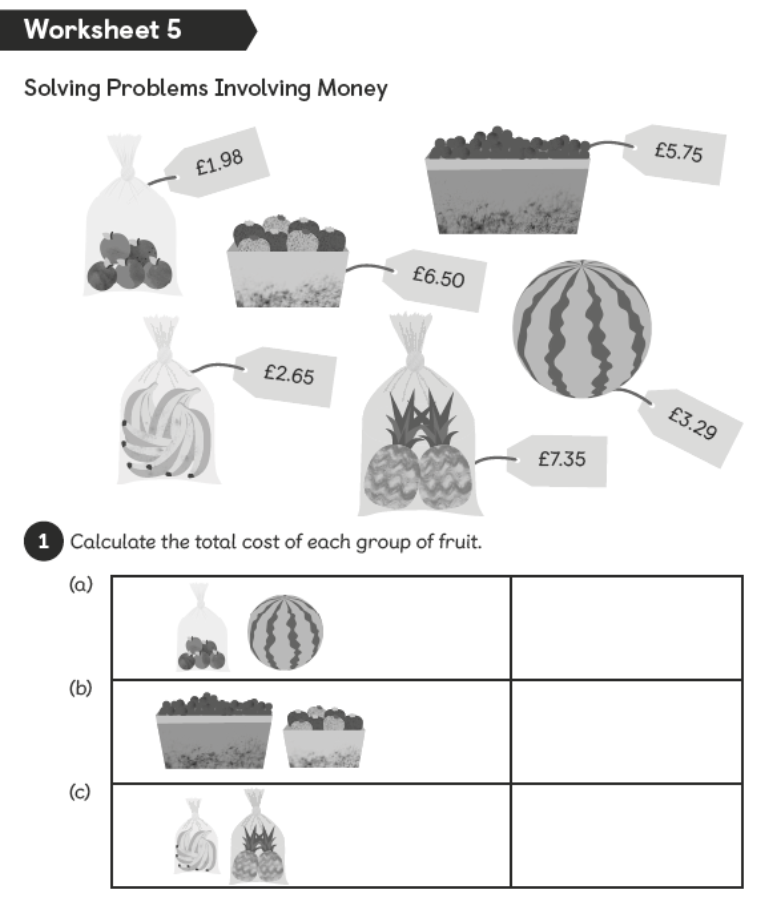 Worksheet 5
Solving Problems Involving Money
£1.98
£5.75
£6.50
£2.65
£3.29
£7.35
1 Calculate the total cost of each group of fruit.
(a)
(b)
(c)